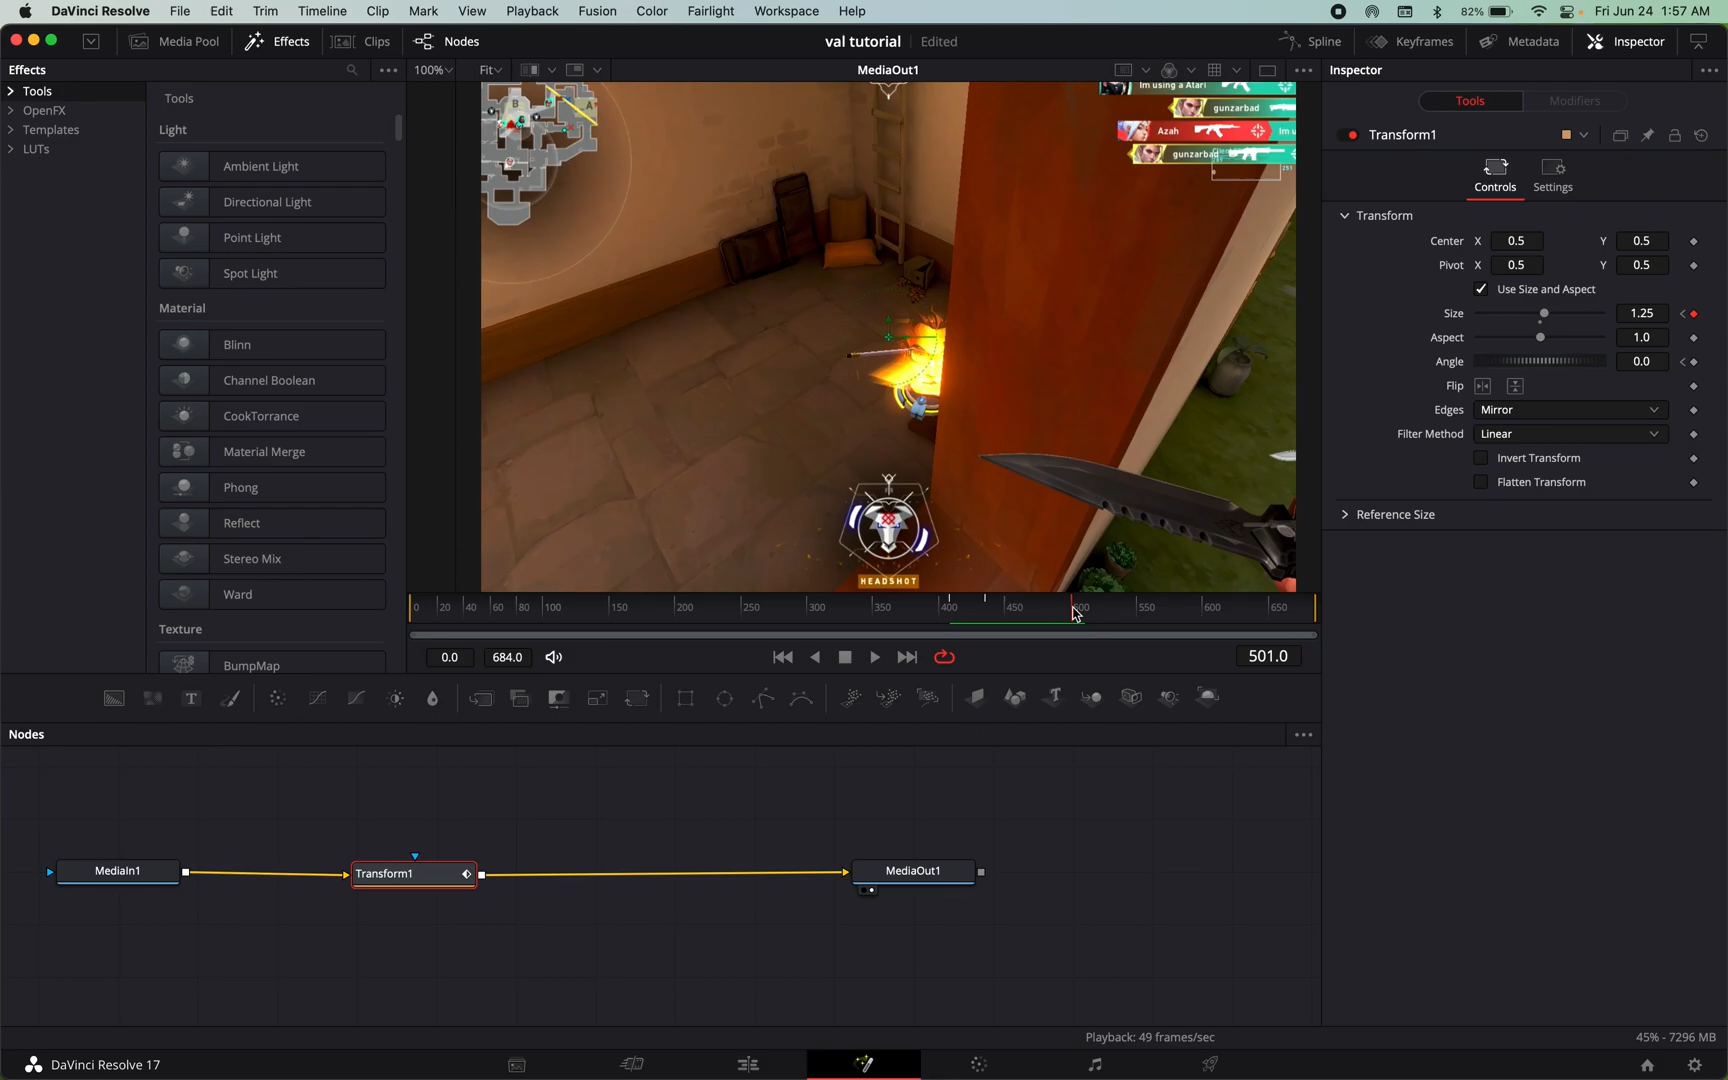 DaVinci Resolve File Edit Trim Timeline Clip Mark View Playback Fusion Color Fairlight Workspace Help 82% Fri Jun 24 1:57 AM
Media Pool Effects Clips Nodes val tutorial Edited Spline Keyframes Metadata Inspector
Effects 100% Fit MediaOut1 Inspector
Tools
OpenFX
Templates
LUTs
Tools
Light
Ambient Light
Directional Light
Point Light
Spot Light
Material
Blinn
Channel Boolean
CookTorrance
Material Merge
Phong
Reflect
Stereo Mix
Ward
Texture
BumpMap
B A
Im using a Atari
gunzarbad
Azah Im u
gunzarbad
HEADSHOT
0 20 40 60 80 100 150 200 250 300 350 400 450 500 550 600 650
0.0 684.0 501.0
Tools Modifiers
Transform1
Controls Settings
Transform
Center X 0.5 Y 0.5
Pivot X 0.5 Y 0.5
Use Size and Aspect
Size 1.25
Aspect 1.0
Angle 0.0
Flip
Edges Mirror
Filter Method Linear
Invert Transform
Flatten Transform
Reference Size
Nodes
MediaIn1 Transform1 MediaOut1
Playback: 49 frames/sec 45% - 7296 MB
DaVinci Resolve 17